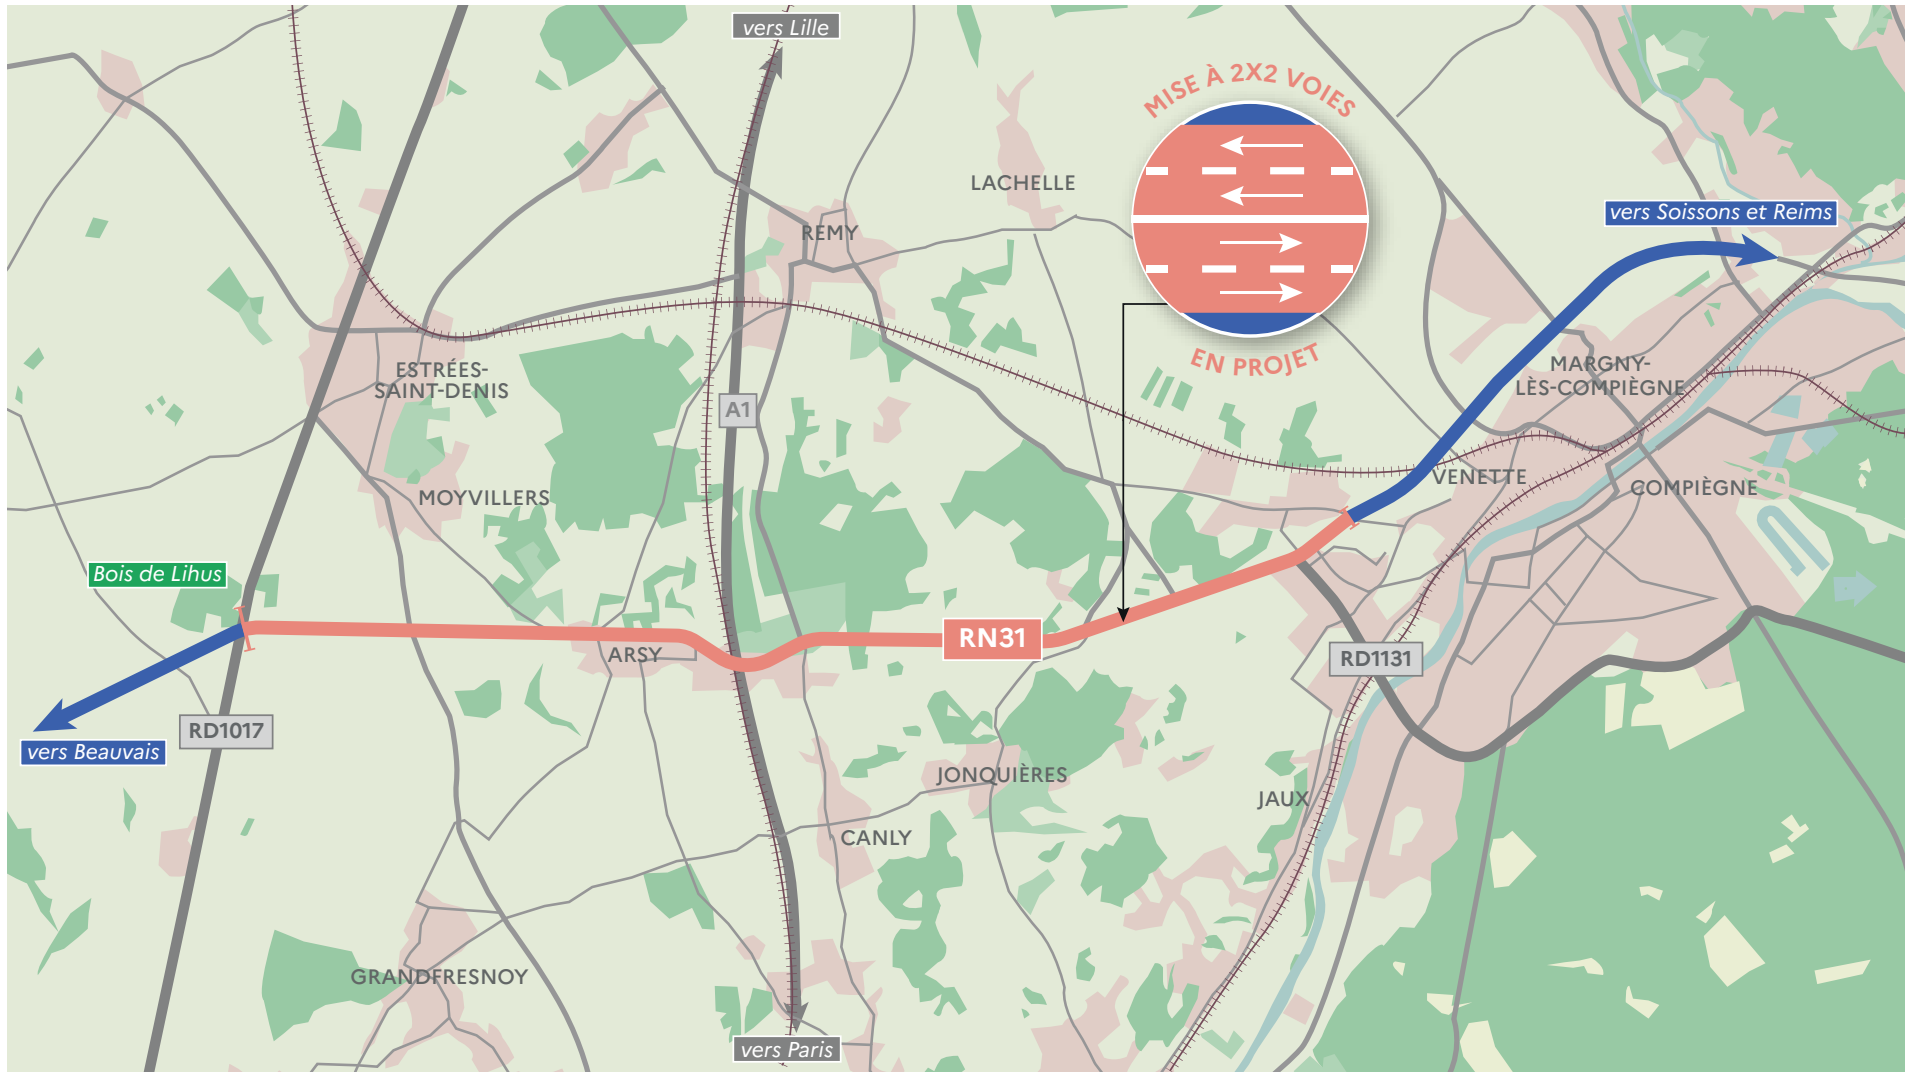 vers Lille
MISE À 2X2 VOIES
LACHELLE
vers Soissons et Reims
REMY
EN PROJET
ESTRÉES-
SAINT-DENIS
MARGNY-
LÈS-COMPIÈGNE
A1
VENETTE
COMPIÈGNE
MOYVILLERS
Bois de Lihus
RN31
ARSY
RD1131
RD1017
vers Beauvais
JONQUIÈRES
JAUX
CANLY
GRANDFRESNOY
vers Paris